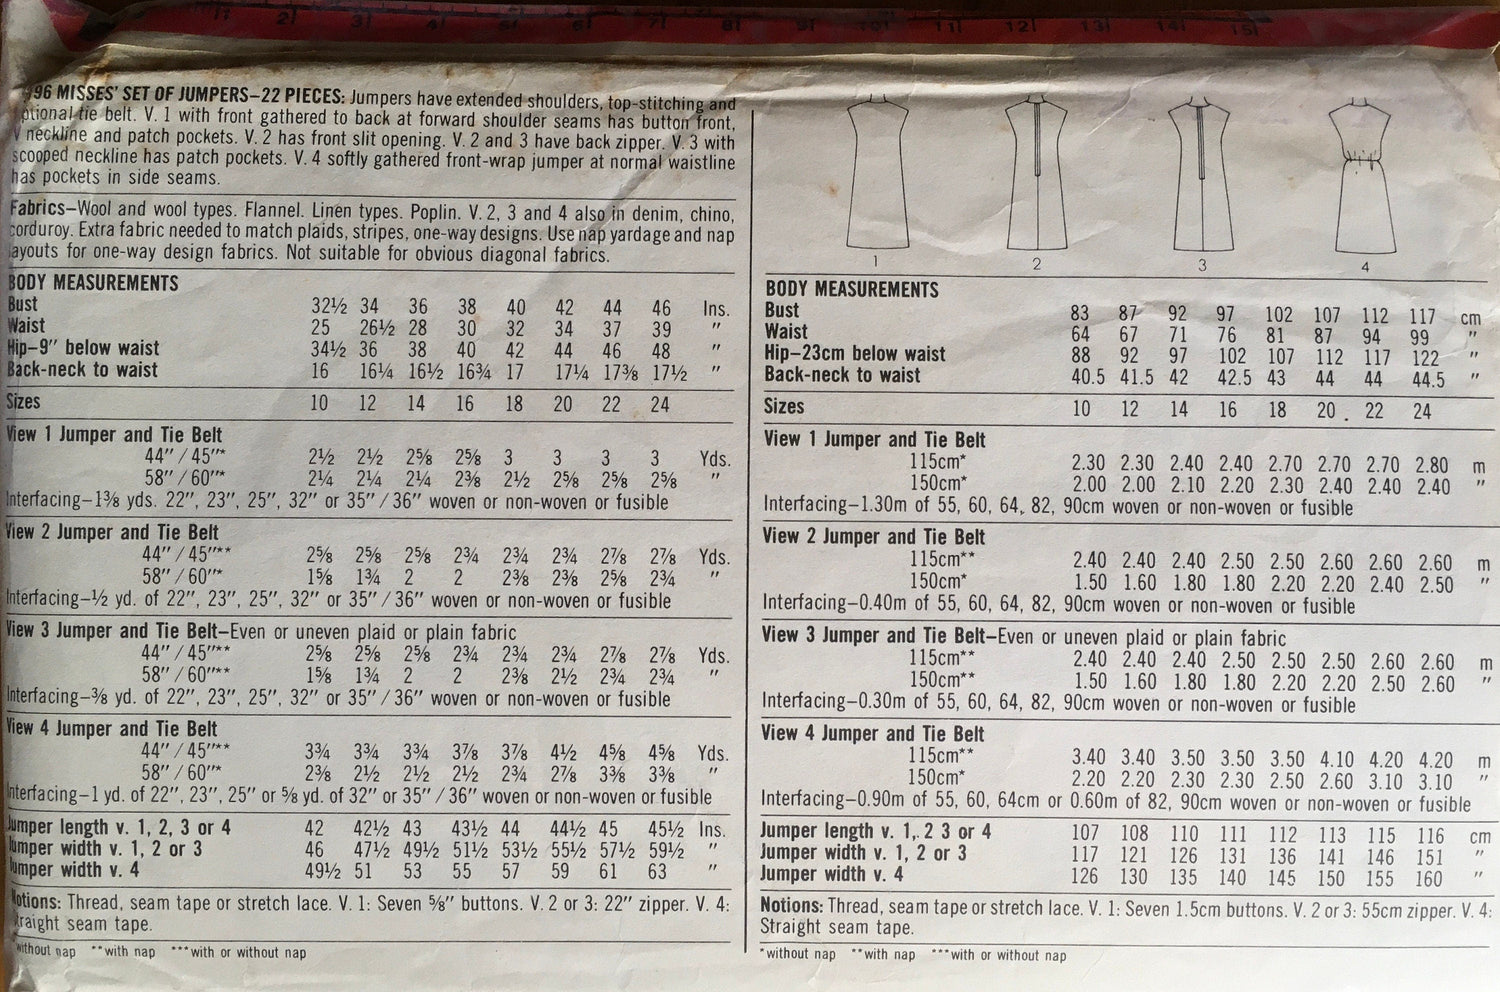 11 21 31 41 51 61 71 81 91 101 111 121 131 141 151
96 MISSES' SET OF JUMPERS–22 PIECES: Jumpers have extended shoulders, top-stitching and
ptional tie belt. V. 1 with front gathered to back at forward shoulder seams has button front,
V neckline and patch pockets. V. 2 has front slit opening. V. 2 and 3 have back zipper. V. 3 with
scooped neckline has patch pockets. V. 4 softly gathered front-wrap jumper at normal waistline
has pockets in side seams.
Fabrics–Wool and wool types. Flannel. Linen types. Poplin. V. 2, 3 and 4 also in denim, chino,
corduroy. Extra fabric needed to match plaids, stripes, one-way designs. Use nap yardage and nap
layouts for one-way design fabrics. Not suitable for obvious diagonal fabrics.
BODY MEASUREMENTS
Bust 32½ 34 36 38 40 42 44 46 Ins.
Waist 25 26½ 28 30 32 34 37 39 "
Hip–9" below waist 34½ 36 38 40 42 44 46 48 "
Back-neck to waist 16 16¼ 16½ 16¾ 17 17¼ 17⅜ 17½ "
Sizes 10 12 14 16 18 20 22 24
View 1 Jumper and Tie Belt
44"/45"* 2½ 2½ 2⅝ 2⅝ 3 3 3 3 Yds.
58"/60"* 2¼ 2¼ 2¼ 2⅜ 2½ 2⅝ 2⅝ 2⅝ "
Interfacing–1⅜ yds. 22", 23", 25", 32" or 35"/36" woven or non-woven or fusible
View 2 Jumper and Tie Belt
44"/45"** 2⅝ 2⅝ 2⅝ 2¾ 2¾ 2¾ 2⅞ 2⅞ Yds.
58"/60"* 1⅝ 1¾ 2 2 2⅜ 2⅜ 2⅝ 2¾ "
Interfacing–½ yd. of 22", 23", 25", 32" or 35"/36" woven or non-woven or fusible
View 3 Jumper and Tie Belt–Even or uneven plaid or plain fabric
44"/45"** 2⅝ 2⅝ 2⅝ 2¾ 2¾ 2¾ 2⅞ 2⅞ Yds.
58"/60"** 1⅝ 1¾ 2 2 2⅜ 2½ 2¾ 2¾ "
Interfacing–⅜ yd. of 22", 23", 25", 32" or 35"/36" woven or non-woven or fusible
View 4 Jumper and Tie Belt
44"/45"** 3¾ 3¾ 3¾ 3⅞ 3⅞ 4½ 4⅝ 4⅝ Yds.
58"/60"* 2⅜ 2½ 2½ 2½ 2¾ 2⅞ 3⅜ 3⅜ "
Interfacing–1 yd. of 22", 23", 25" or ⅝ yd. of 32" or 35"/36" woven or non-woven or fusible
Jumper length v. 1, 2, 3 or 4 42 42½ 43 43½ 44 44½ 45 45½ Ins.
Jumper width v. 1, 2 or 3 46 47½ 49½ 51½ 53½ 55½ 57½ 59½ "
Jumper width v. 4 49½ 51 53 55 57 59 61 63 "
Notions: Thread, seam tape or stretch lace. V. 1: Seven ⅝" buttons. V. 2 or 3: 22" zipper. V. 4:
Straight seam tape.
*without nap **with nap ***with or without nap
1 2 3 4
BODY MEASUREMENTS
Bust 83 87 92 97 102 107 112 117 cm
Waist 64 67 71 76 81 87 94 99 "
Hip–23cm below waist 88 92 97 102 107 112 117 122 "
Back-neck to waist 40.5 41.5 42 42.5 43 44 44 44.5 "
Sizes 10 12 14 16 18 20 22 24
View 1 Jumper and Tie Belt
115cm* 2.30 2.30 2.40 2.40 2.70 2.70 2.70 2.80 m
150cm* 2.00 2.00 2.10 2.20 2.30 2.40 2.40 2.40 "
Interfacing–1.30m of 55, 60, 64, 82, 90cm woven or non-woven or fusible
View 2 Jumper and Tie Belt
115cm** 2.40 2.40 2.40 2.50 2.50 2.60 2.60 2.60 m
150cm* 1.50 1.60 1.80 1.80 2.20 2.20 2.40 2.50 "
Interfacing–0.40m of 55, 60, 64, 82, 90cm woven or non-woven or fusible
View 3 Jumper and Tie Belt–Even or uneven plaid or plain fabric
115cm** 2.40 2.40 2.40 2.50 2.50 2.50 2.60 2.60 m
150cm** 1.50 1.60 1.80 1.80 2.20 2.20 2.50 2.60 "
Interfacing–0.30m of 55, 60, 64, 82, 90cm woven or non-woven or fusible
View 4 Jumper and Tie Belt
115cm** 3.40 3.40 3.50 3.50 3.50 4.10 4.20 4.20 m
150cm* 2.20 2.20 2.30 2.30 2.50 2.60 3.10 3.10 "
Interfacing–0.90m of 55, 60, 64cm or 0.60m of 82, 90cm woven or non-woven or fusible
Jumper length v. 1, 2 3 or 4 107 108 110 111 112 113 115 116 cm
Jumper width v. 1, 2 or 3 117 121 126 131 136 141 146 151 "
Jumper width v. 4 126 130 135 140 145 150 155 160 "
Notions: Thread, seam tape or stretch lace. V. 1: Seven 1.5cm buttons. V. 2 or 3: 55cm zipper. V. 4:
Straight seam tape.
*without nap **with nap ***with or without nap